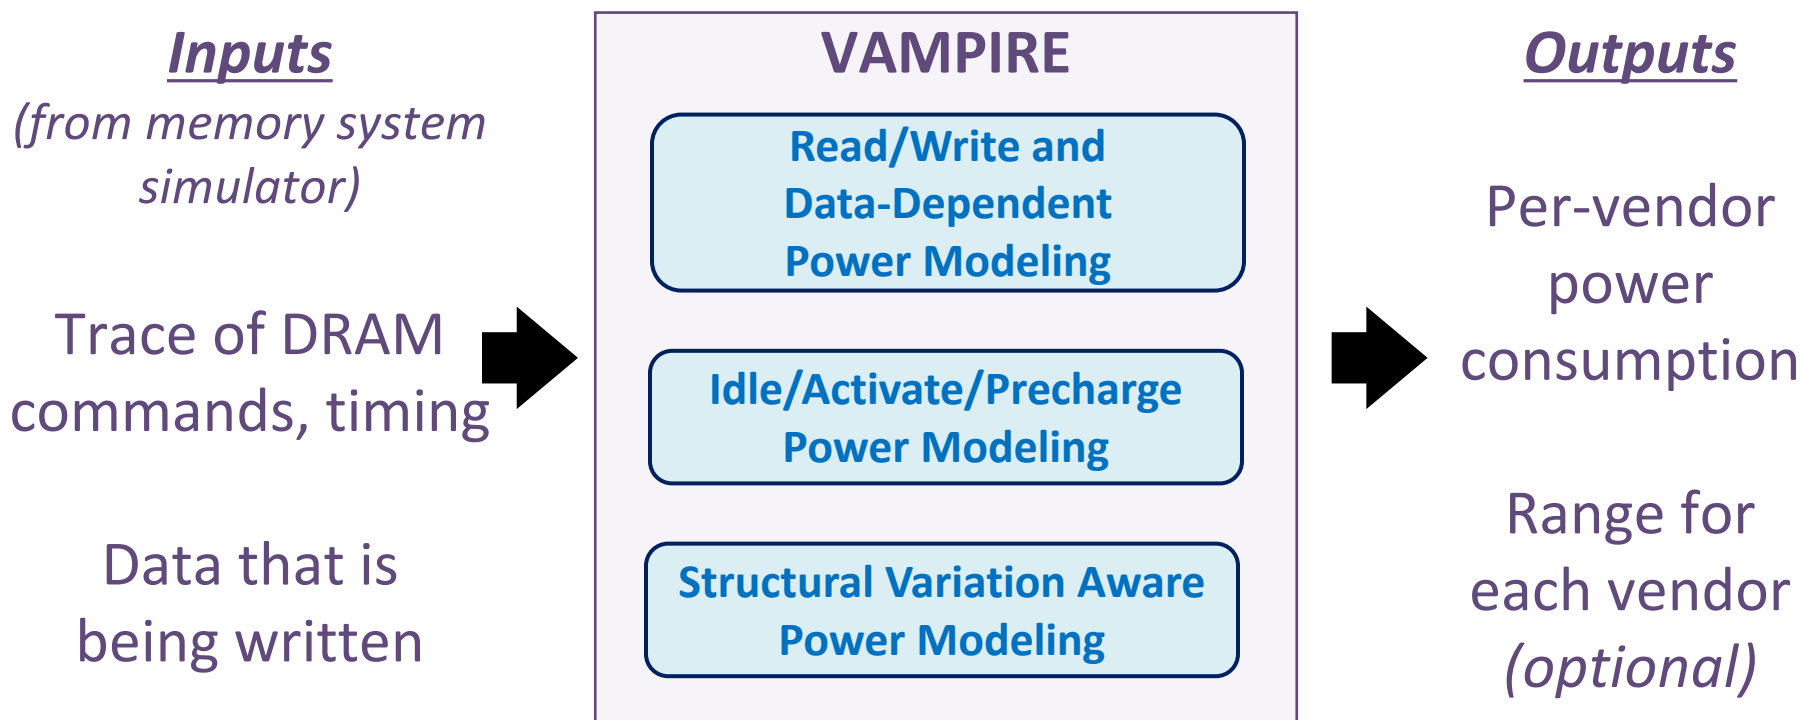 Inputs
(from memory system
simulator)
Trace of DRAM
commands, timing
Data that is
being written
VAMPIRE
Read/Write and
Data-Dependent
Power Modeling
Idle/Activate/Precharge
Power Modeling
Structural Variation Aware
Power Modeling
Outputs
Per-vendor
power
consumption
Range for
each vendor
(optional)